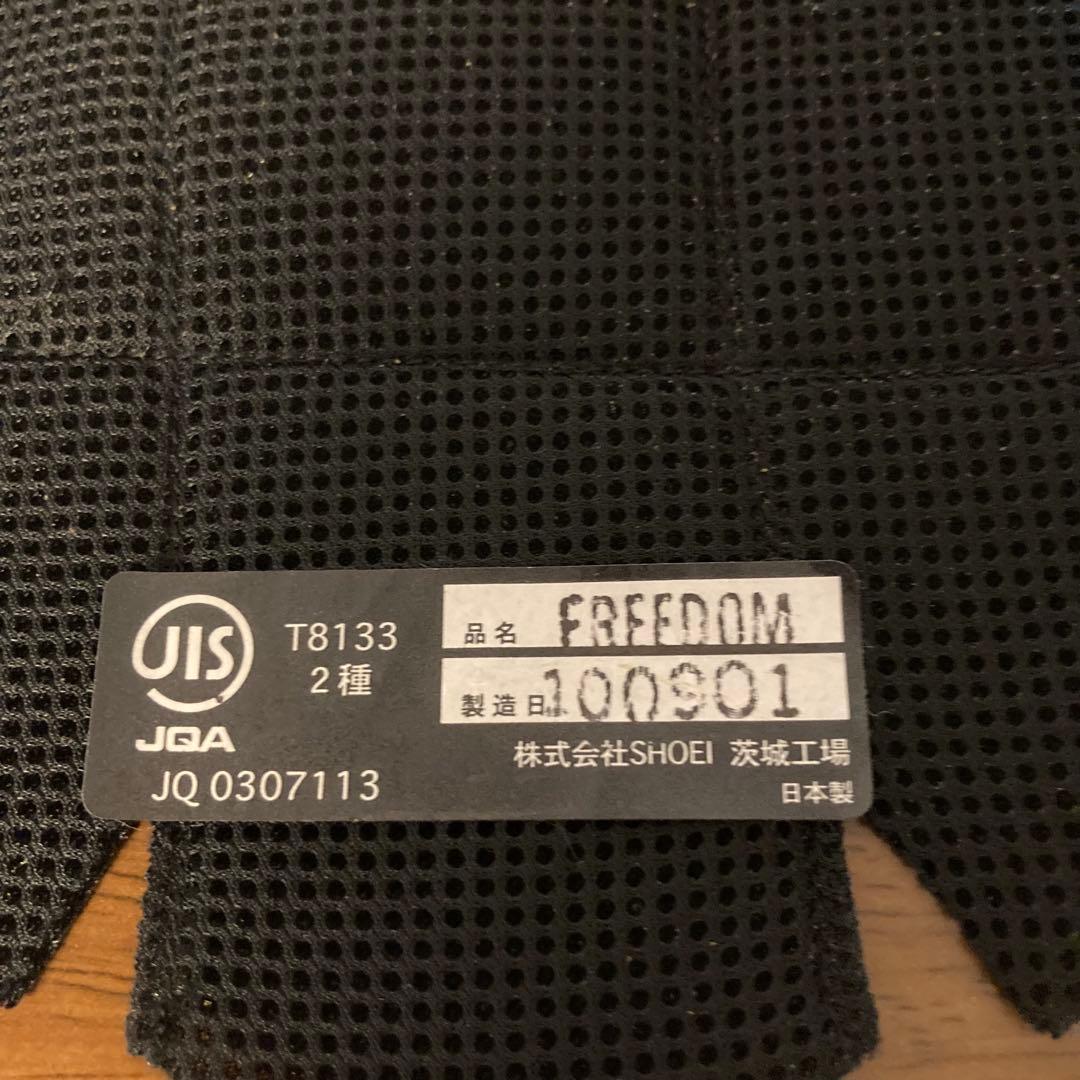 JIS
JQA
T8133
2種
JQ 0307113
品名 FREEDOM
製造日 100901
株式会社SHOEI 茨城工場
日本製